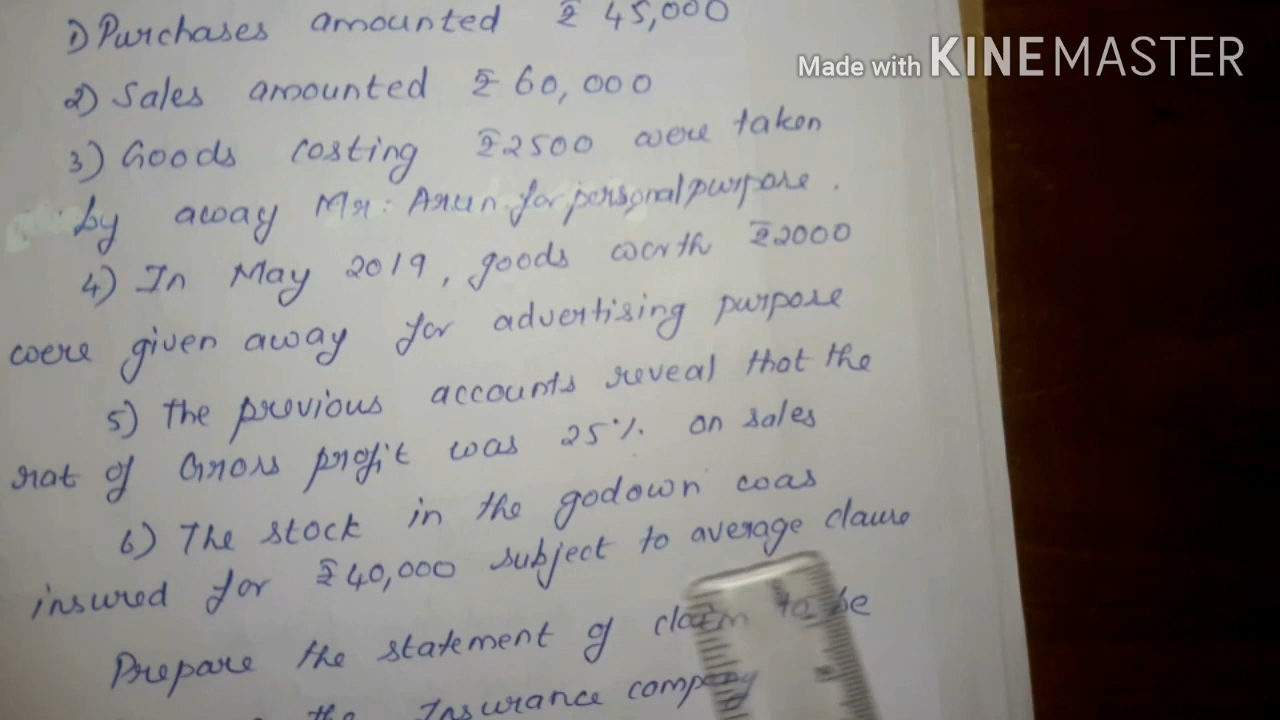 1) Purchases amounted ₹ 45,000
Made with KINEMASTER
2) Sales amounted ₹ 60,000
3) Goods costing ₹2500 were taken
by away Mr: Arun for personal purpose.
4) In May 2019, goods worth ₹2000
were given away for advertising purpose
5) The previous accounts reveal that the
rat of Gross profit was 25% on sales
6) The stock in the godown was
insured for ₹40,000 subject to average clause
Prepare the statement of claim to be
the Insurance company